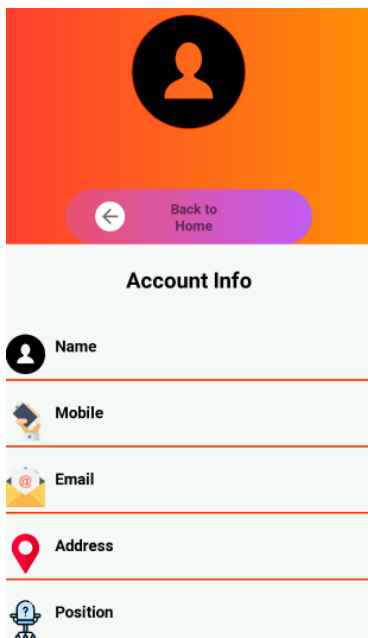 Back to
Home
Account Info
Name
Mobile
@
Email
Address
?
Position